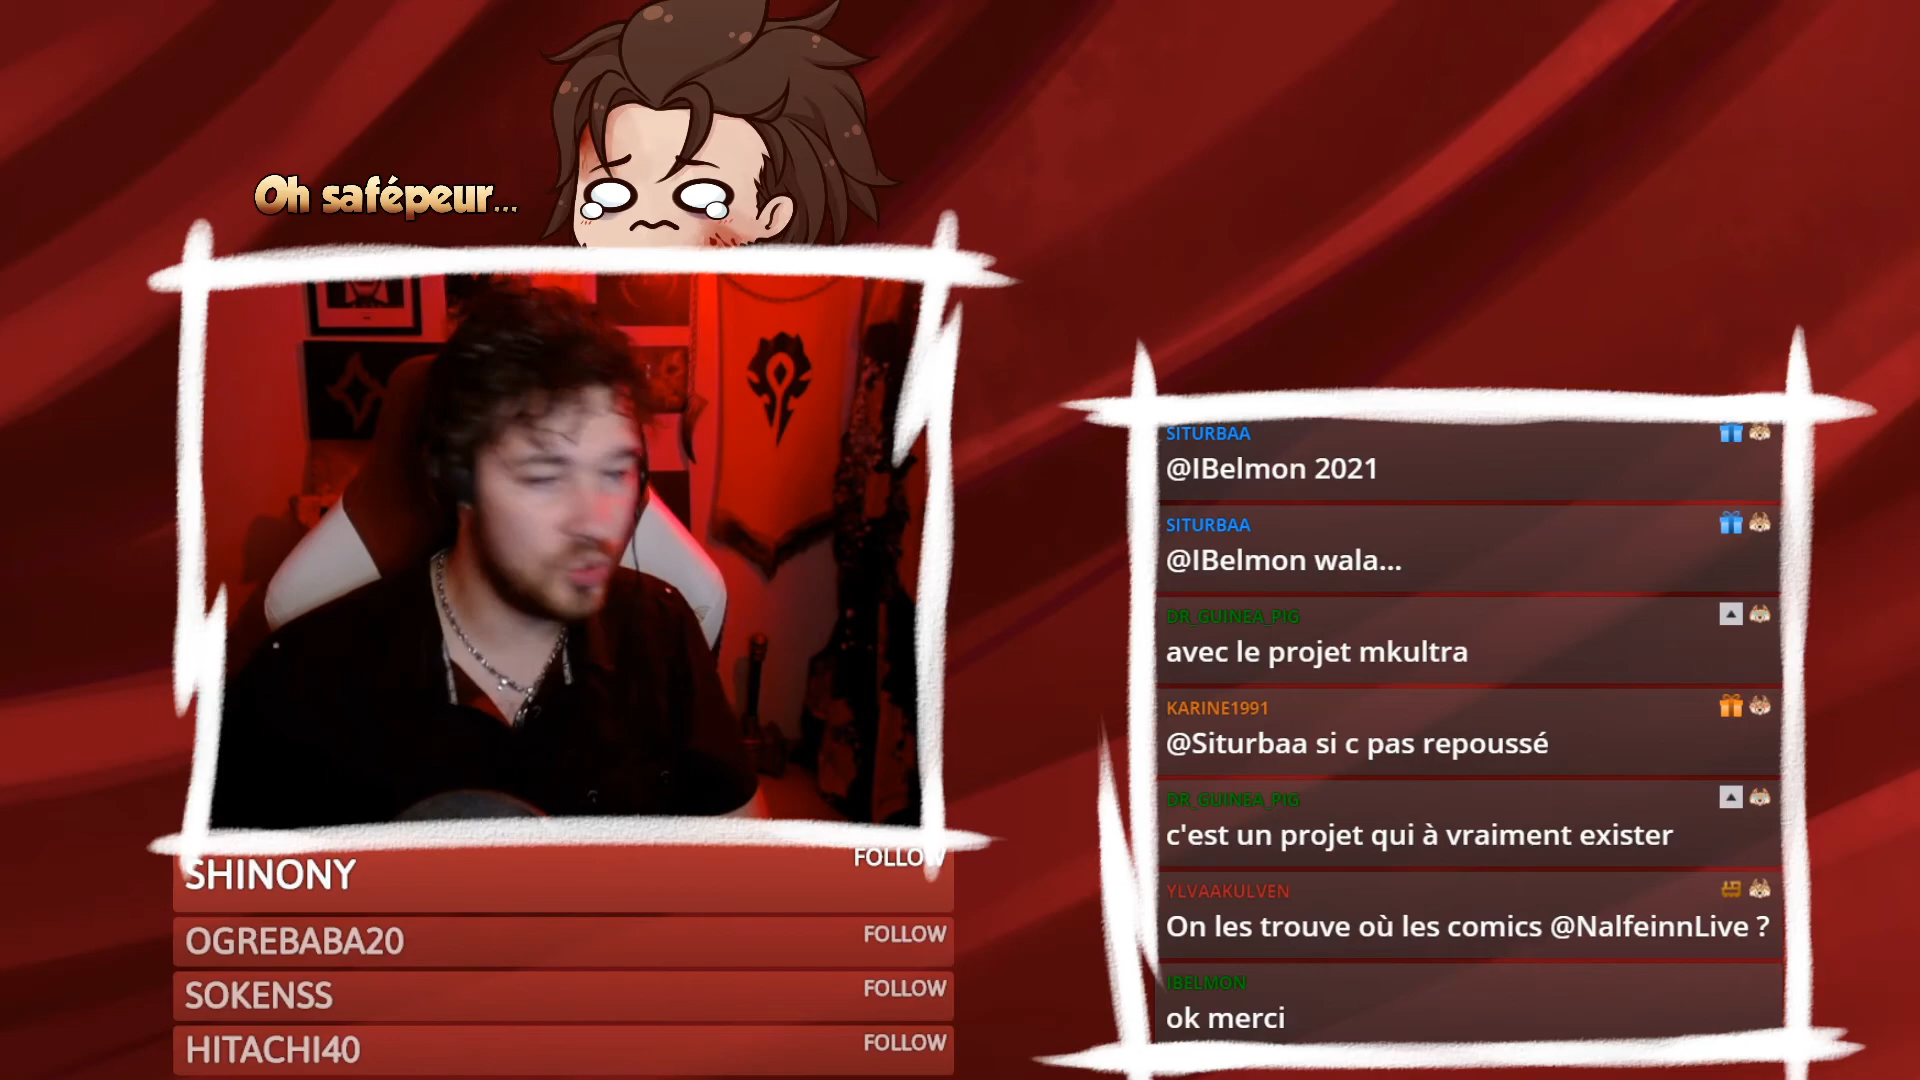 Oh safépeur...
SHINONY
FOLLOW
OGREBABA20
FOLLOW
SOKENSS
FOLLOW
HITACHI40
FOLLOW
SITURBAA
@IBelmon 2021
SITURBAA
@IBelmon wala...
DR_GUINEA_PIG
avec le projet mkultra
KARINE1991
@Siturbaa si c pas repoussé
DR_GUINEA_PIG
c'est un projet qui à vraiment exister
YLVAAKULVEN
On les trouve où les comics @NalfeinnLive ?
IBELMON
ok merci